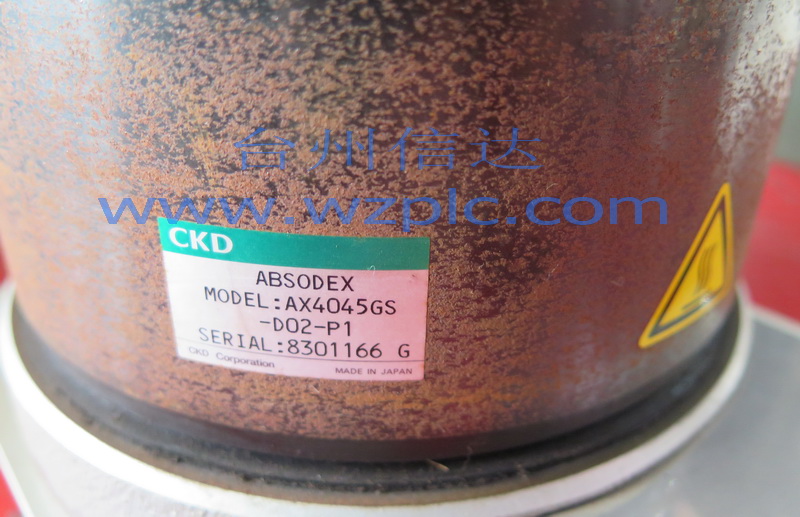 台州信达
www.wzplc.com
CKD
ABSODEX
MODEL:AX4045GS
-D02-P1
SERIAL:8301166 G
CKD Corporation
MADE IN JAPAN